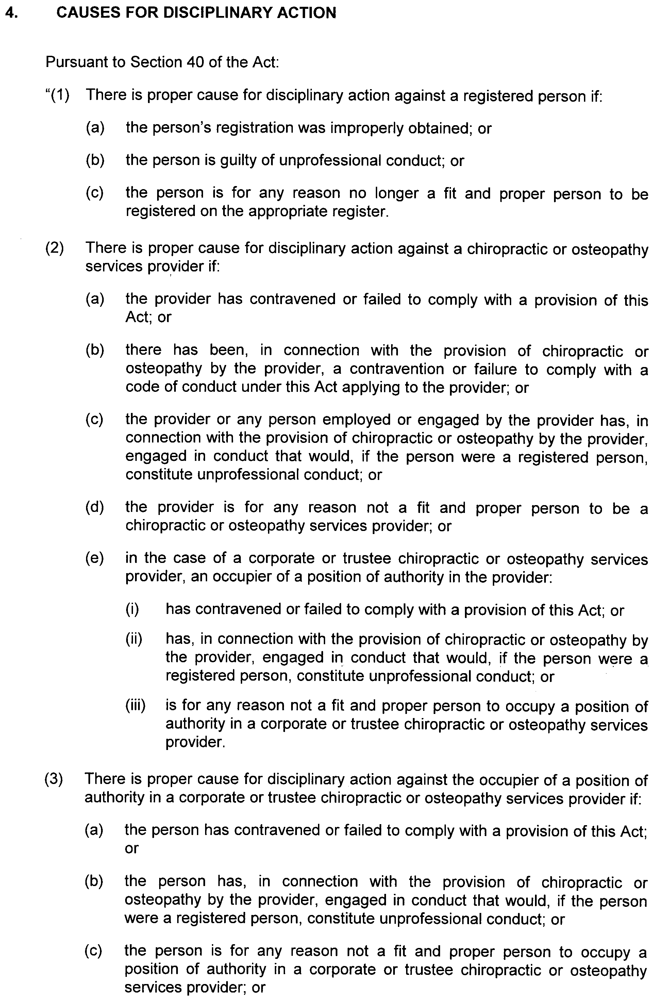 4. CAUSES FOR DISCIPLINARY ACTION
Pursuant to Section 40 of the Act:
“(1) There is proper cause for disciplinary action against a registered person if:
(a) the person’s registration was improperly obtained; or
(b) the person is guilty of unprofessional conduct; or
(c) the person is for any reason no longer a fit and proper person to be
registered on the appropriate register.
(2) There is proper cause for disciplinary action against a chiropractic or osteopathy
services provider if:
(a) the provider has contravened or failed to comply with a provision of this
Act; or
(b) there has been, in connection with the provision of chiropractic or
osteopathy by the provider, a contravention or failure to comply with a
code of conduct under this Act applying to the provider; or
(c) the provider or any person employed or engaged by the provider has, in
connection with the provision of chiropractic or osteopathy by the provider,
engaged in conduct that would, if the person were a registered person,
constitute unprofessional conduct; or
(d) the provider is for any reason not a fit and proper person to be a
chiropractic or osteopathy services provider; or
(e) in the case of a corporate or trustee chiropractic or osteopathy services
provider, an occupier of a position of authority in the provider:
(i) has contravened or failed to comply with a provision of this Act; or
(ii) has, in connection with the provision of chiropractic or osteopathy by
the provider, engaged in conduct that would, if the person were a
registered person, constitute unprofessional conduct; or
(iii) is for any reason not a fit and proper person to occupy a position of
authority in a corporate or trustee chiropractic or osteopathy services
provider.
(3) There is proper cause for disciplinary action against the occupier of a position of
authority in a corporate or trustee chiropractic or osteopathy services provider if:
(a) the person has contravened or failed to comply with a provision of this Act;
or
(b) the person has, in connection with the provision of chiropractic or
osteopathy by the provider, engaged in conduct that would, if the person
were a registered person, constitute unprofessional conduct; or
(c) the person is for any reason not a fit and proper person to occupy a
position of authority in a corporate or trustee chiropractic or osteopathy
services provider; or